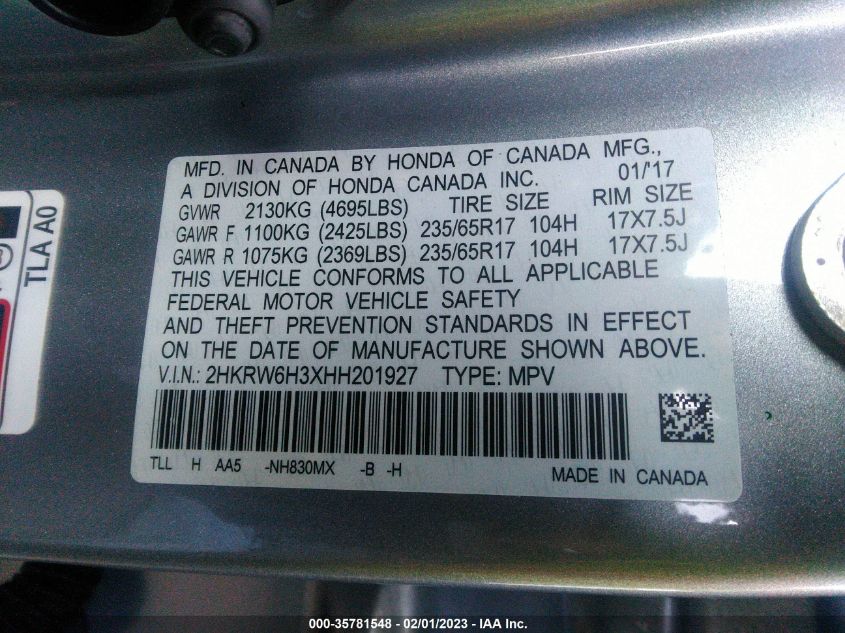 MFD. IN CANADA BY HONDA OF CANADA MFG.,
A DIVISION OF HONDA CANADA INC. 01/'17
GVWR 2130KG (4695LBS) TIRE SIZE RIM SIZE
GAWR F 1100KG (2425LBS) 235/65R17 104H 17X7.5J
GAWR R 1075KG (2369LBS) 235/65R17 104H 17X7.5J
THIS VEHICLE CONFORMS TO ALL APPLICABLE
FEDERAL MOTOR VEHICLE SAFETY
AND THEFT PREVENTION STANDARDS IN EFFECT
ON THE DATE OF MANUFACTURE SHOWN ABOVE.
V.I.N.: 2HKRW6H3XHH201927 TYPE: MPV
TLL H AA5 -NH830MX -B -H
MADE IN CANADA
TLA A0
000-35781548 - 02/01/2023 - IAA Inc.